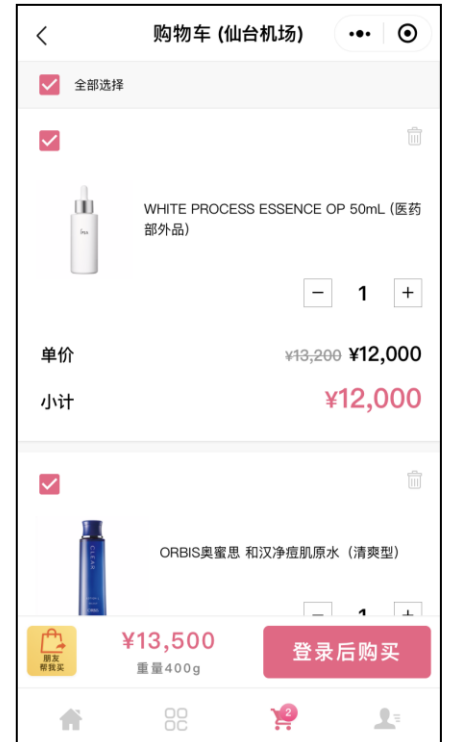 购物车 (仙台机场)
全部选择
WHITE PROCESS ESSENCE OP 50mL (医药
部外品)
1
单价 ¥13,200 ¥12,000
小计 ¥12,000
CLEAR
ORBIS奥蜜思 和汉净痘肌原水（清爽型）
1
朋友
帮我买
¥13,500
重量400g
登录后购买
2